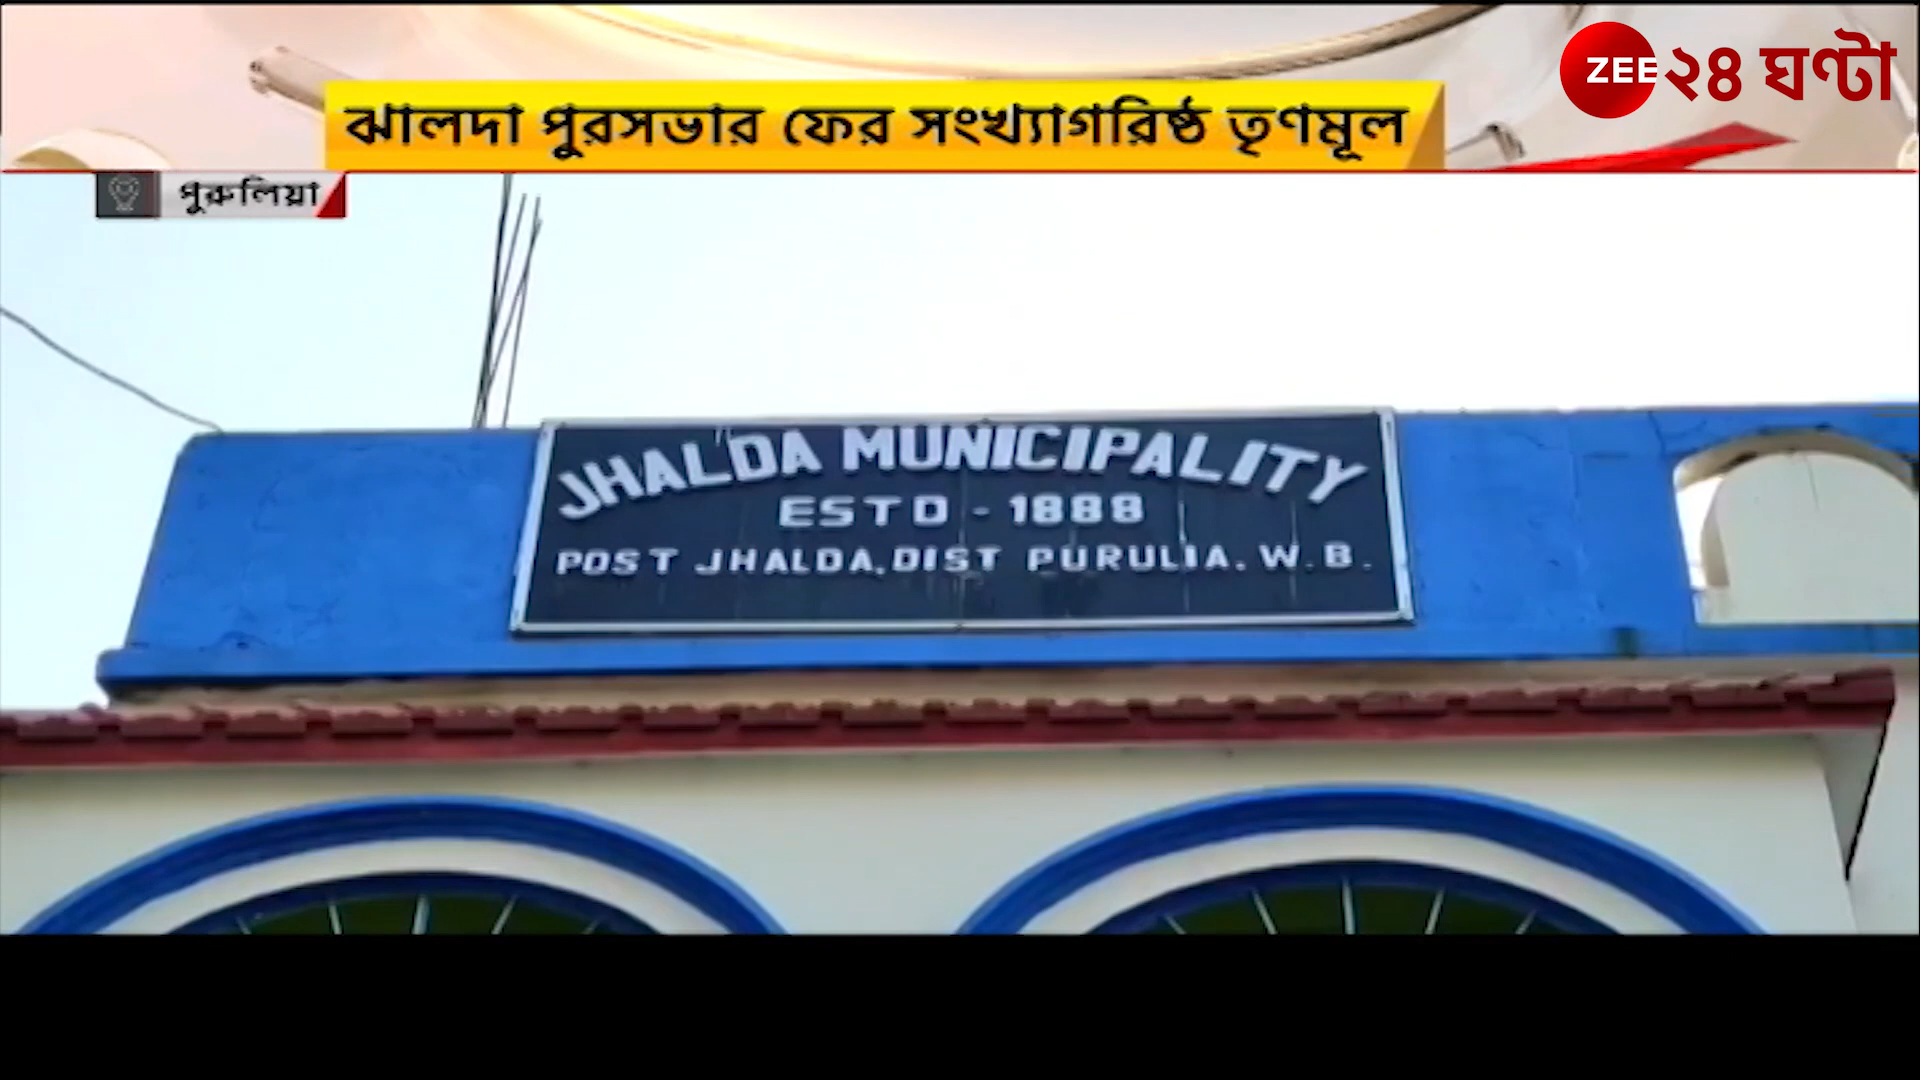 ZEE ২৪ ঘণ্টা
ঝালদা পুরসভার ফের সংখ্যাগরিষ্ঠ তৃণমূল
পুরুলিয়া
JHALDA MUNICIPALITY
ESTD - 1888
POST JHALDA, DIST PURULIA. W.B.